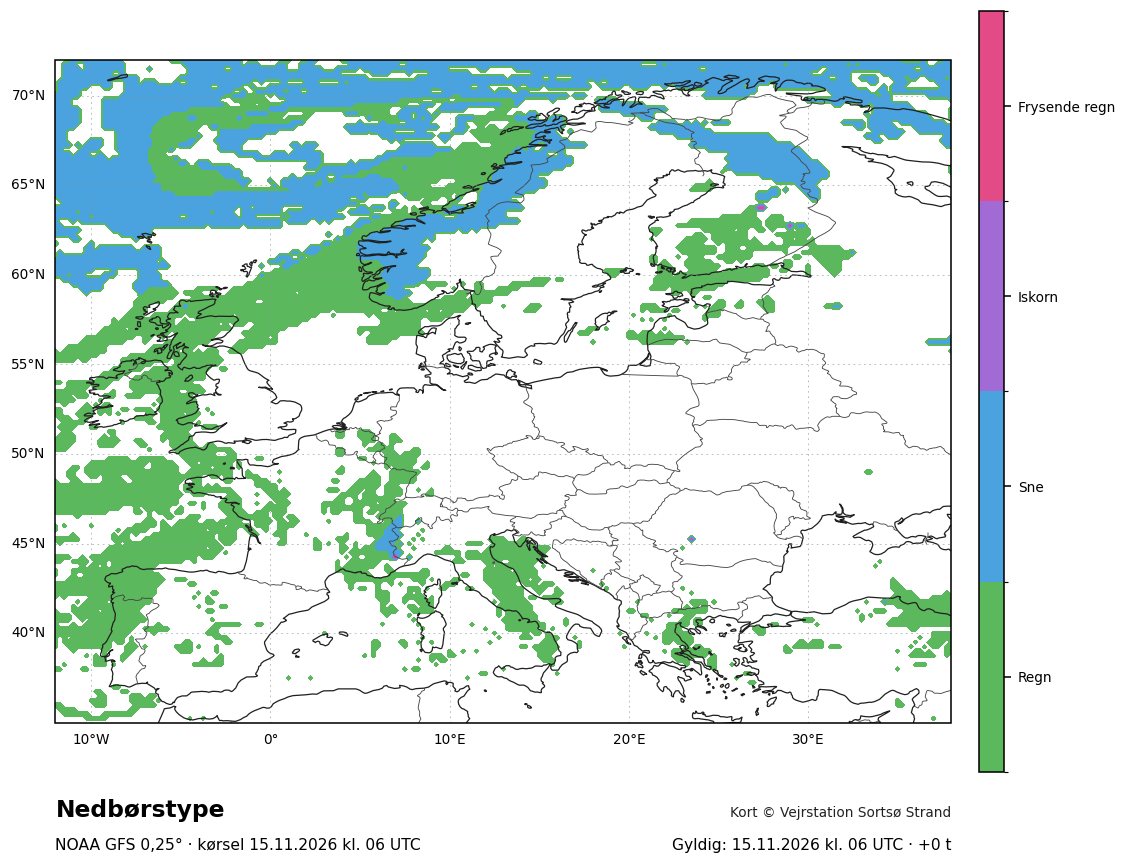 70°N
65°N
60°N
55°N
50°N
45°N
40°N
10°W
0°
10°E
20°E
30°E
Frysende regn
Iskorn
Sne
Regn
Nedbørstype
Kort © Vejrstation Sortsø Strand
NOAA GFS 0,25° · kørsel 15.11.2026 kl. 06 UTC
Gyldig: 15.11.2026 kl. 06 UTC · +0 t